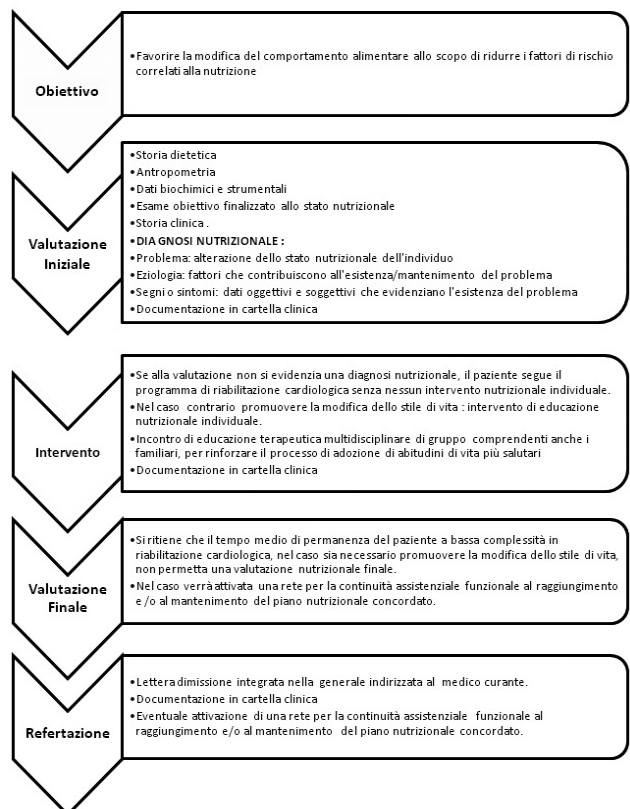 Obiettivo
•Favorire la modifica del comportamento alimentare allo scopo di ridurre i fattori di rischio
correlati alla nutrizione
Valutazione
Iniziale
•Storia dietetica
•Antropometria
•Dati biochimici e strumentali
•Esame obiettivo finalizzato allo stato nutrizionale
•Storia clinica .
•DIAGNOSI NUTRIZIONALE :
•Problema: alterazione dello stato nutrizionale dell'individuo
•Eziologia: fattori che contribuiscono all'esistenza/mantenimento del problema
•Segni o sintomi: dati oggettivi e soggettivi che evidenziano l'esistenza del problema
•Documentazione in cartella clinica
Intervento
•Se alla valutazione non si evidenzia una diagnosi nutrizionale, il paziente segue il
programma di riabilitazione cardiologica senza nessun intervento nutrizionale individuale.
•Nel caso contrario promuovere la modifica dello stile di vita : intervento di educazione
nutrizionale individuale.
•Incontro di educazione terapeutica multidisciplinare di gruppo comprendenti anche i
familiari, per rinforzare il processo di adozione di abitudini di vita più salutari
•Documentazione in cartella clinica
Valutazione
Finale
•Si ritiene che il tempo medio di permanenza del paziente a bassa complessità in
riabilitazione cardiologica, nel caso sia necessario promuovere la modifica dello stile di vita,
non permetta una valutazione nutrizionale finale.
•Nel caso verrà attivata una rete per la continuità assistenziale funzionale al raggiungimento
e /o al mantenimento del piano nutrizionale concordato.
Refertazione
•Lettera dimissione integrata nella generale indirizzata al medico curante.
•Documentazione in cartella clinica
•Eventuale attivazione di una rete per la continuità assistenziale funzionale al
raggiungimento e/o al mantenimento del piano nutrizionale concordato.